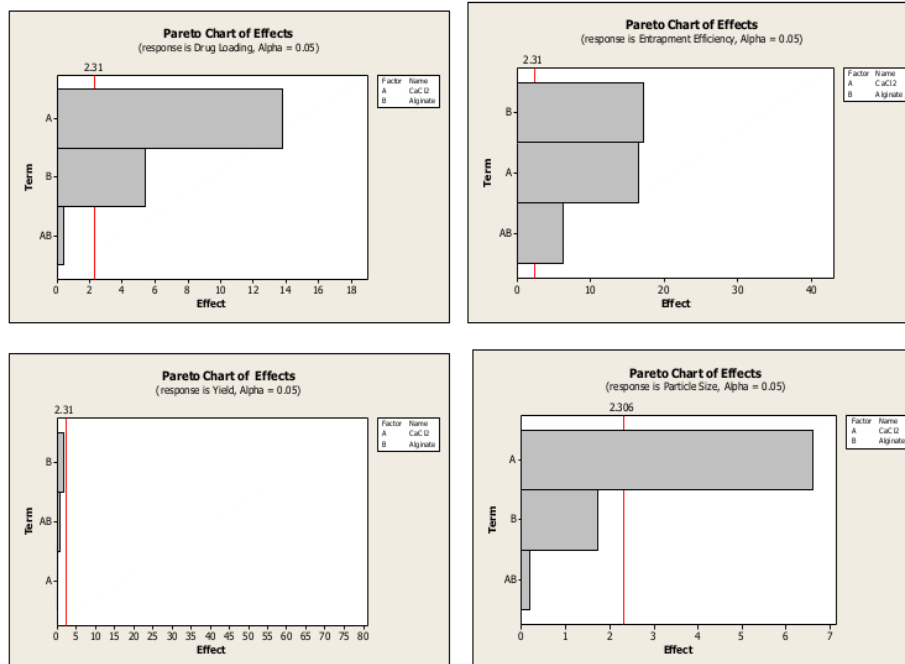 Pareto Chart of Effects
(response is Drug Loading, Alpha = 0.05)
2.31
Factor Name
A CaCl2
B Alginate
Term
A
B
AB
0 2 4 6 8 10 12 14 16 18
Effect
Pareto Chart of Effects
(response is Entrapment Efficiency, Alpha = 0.05)
2.31
Factor Name
A CaCl2
B Alginate
Term
B
A
AB
0 10 20 30 40
Effect
Pareto Chart of Effects
(response is Yield, Alpha = 0.05)
2.31
Factor Name
A CaCl2
B Alginate
Term
B
AB
A
0 5 10 15 20 25 30 35 40 45 50 55 60 65 70 75 80
Effect
Pareto Chart of Effects
(response is Particle Size, Alpha = 0.05)
2.306
Factor Name
A CaCl2
B Alginate
Term
A
B
AB
0 1 2 3 4 5 6 7
Effect